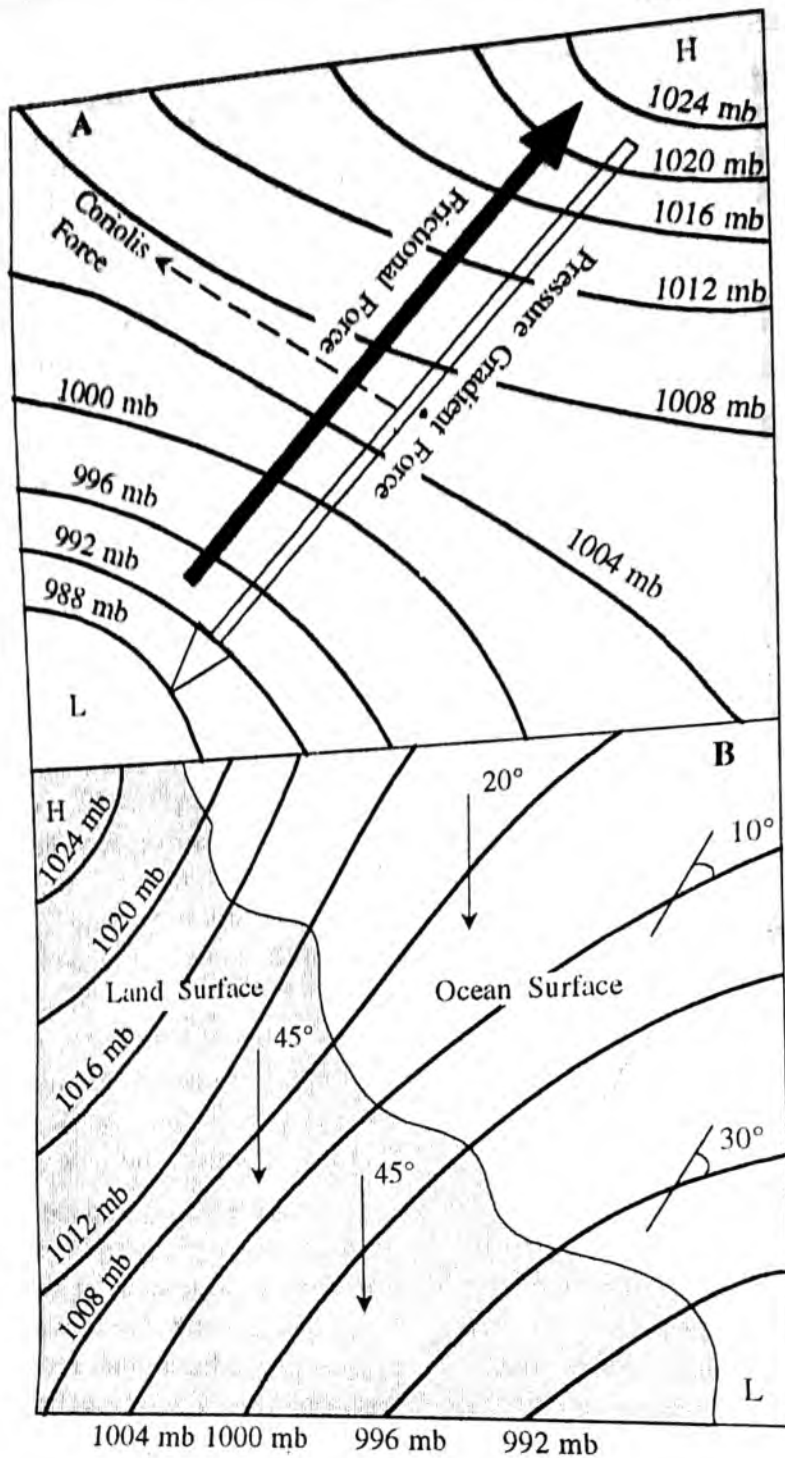 H
1024 mb
A
1020 mb
1016 mb
Coriolis
Force
Frictional Force
Pressure Gradient Force
1012 mb
1000 mb
1008 mb
996 mb
992 mb
1004 mb
988 mb
L
B
H
20°
1024 mb
10°
1020 mb
Land Surface
Ocean Surface
45°
1016 mb
30°
45°
1012 mb
1008 mb
L
1004 mb 1000 mb 996 mb 992 mb